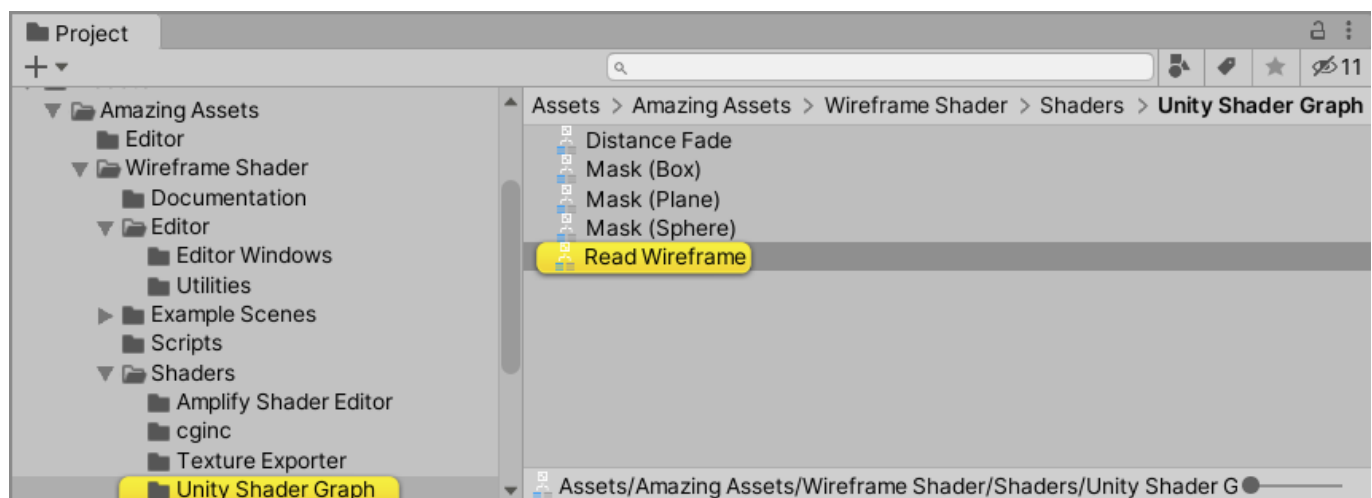 Project
11
Amazing Assets
Editor
Wireframe Shader
Documentation
Editor
Editor Windows
Utilities
Example Scenes
Scripts
Shaders
Amplify Shader Editor
cginc
Texture Exporter
Unity Shader Graph
Assets > Amazing Assets > Wireframe Shader > Shaders > Unity Shader Graph
Distance Fade
Mask (Box)
Mask (Plane)
Mask (Sphere)
Read Wireframe
Assets/Amazing Assets/Wireframe Shader/Shaders/Unity Shader G